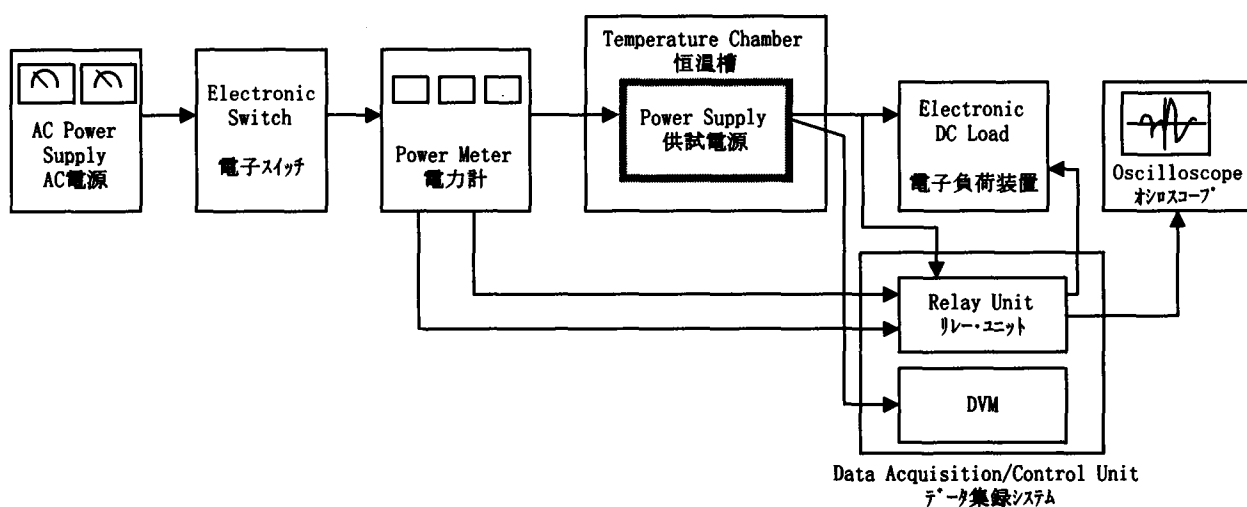 AC Power
Supply
AC電源
Electronic
Switch
電子スイッチ
Power Meter
電力計
Temperature Chamber
恒温槽
Power Supply
供試電源
Electronic
DC Load
電子負荷装置
Oscilloscope
オシロスコープ
Relay Unit
リレー・ユニット
DVM
Data Acquisition/Control Unit
データ集録システム